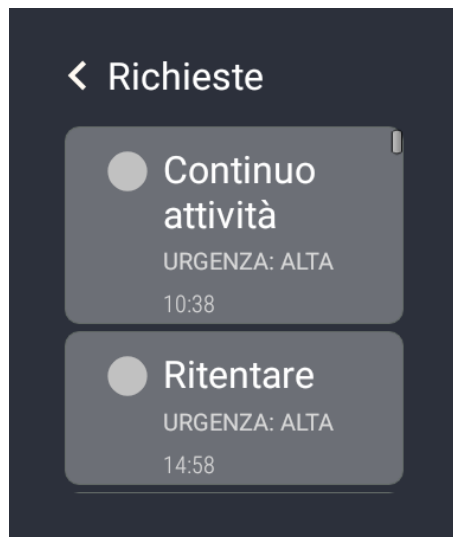 Richieste
Continuo
attività
URGENZA: ALTA
10:38
Ritentare
URGENZA: ALTA
14:58